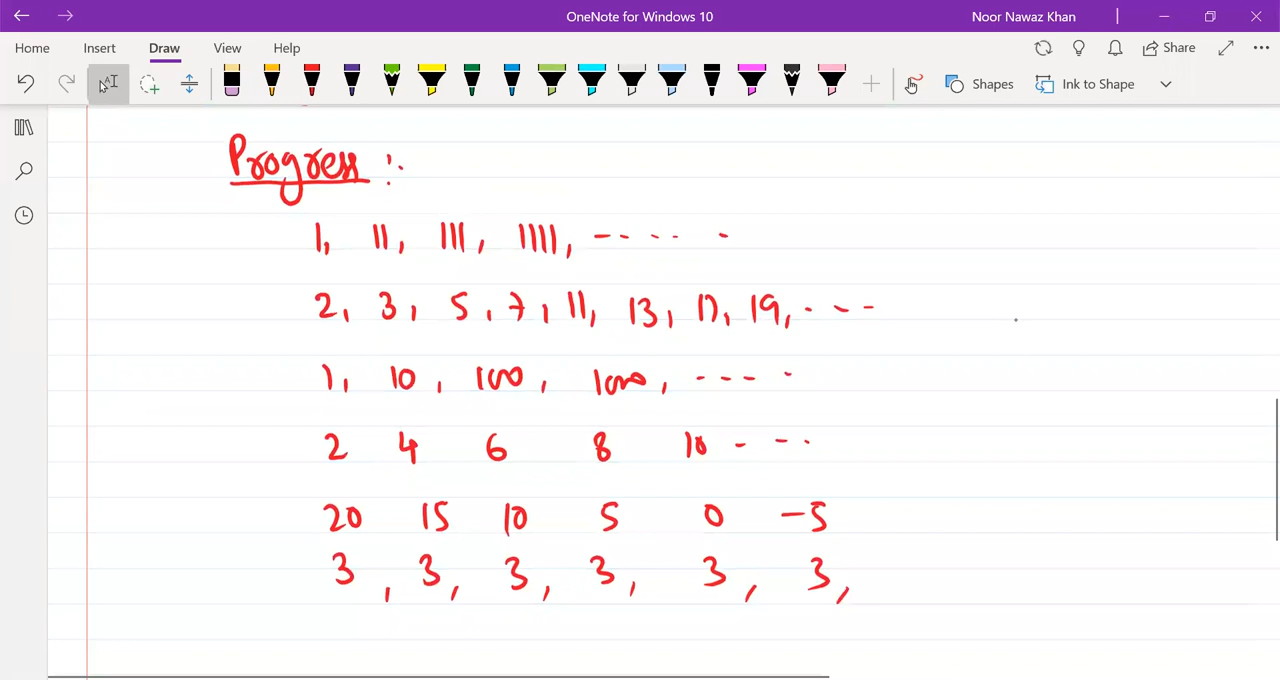 OneNote for Windows 10
Noor Nawaz Khan
Home Insert Draw View Help Share
Shapes Ink to Shape
Progress :-
1, 11, 111, 1111, -----
2, 3, 5, 7, 11, 13, 17, 19, ---
1, 10, 100, 1000, -----
2 4 6 8 10 ---
20 15 10 5 0 -5
3, 3, 3, 3, 3, 3,